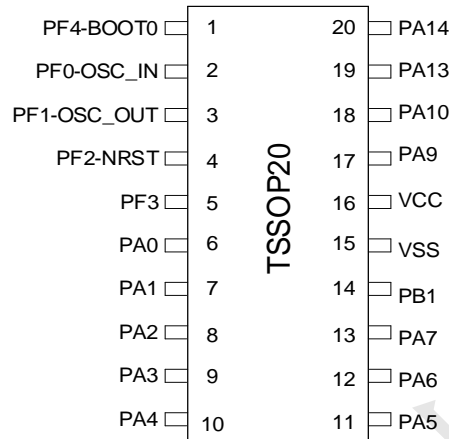 PF4-BOOT0 1 20 PA14
PF0-OSC_IN 2 19 PA13
PF1-OSC_OUT 3 18 PA10
PF2-NRST 4 17 PA9
PF3 5 16 VCC
PA0 6 15 VSS
PA1 7 14 PB1
PA2 8 13 PA7
PA3 9 12 PA6
PA4 10 11 PA5
TSSOP20